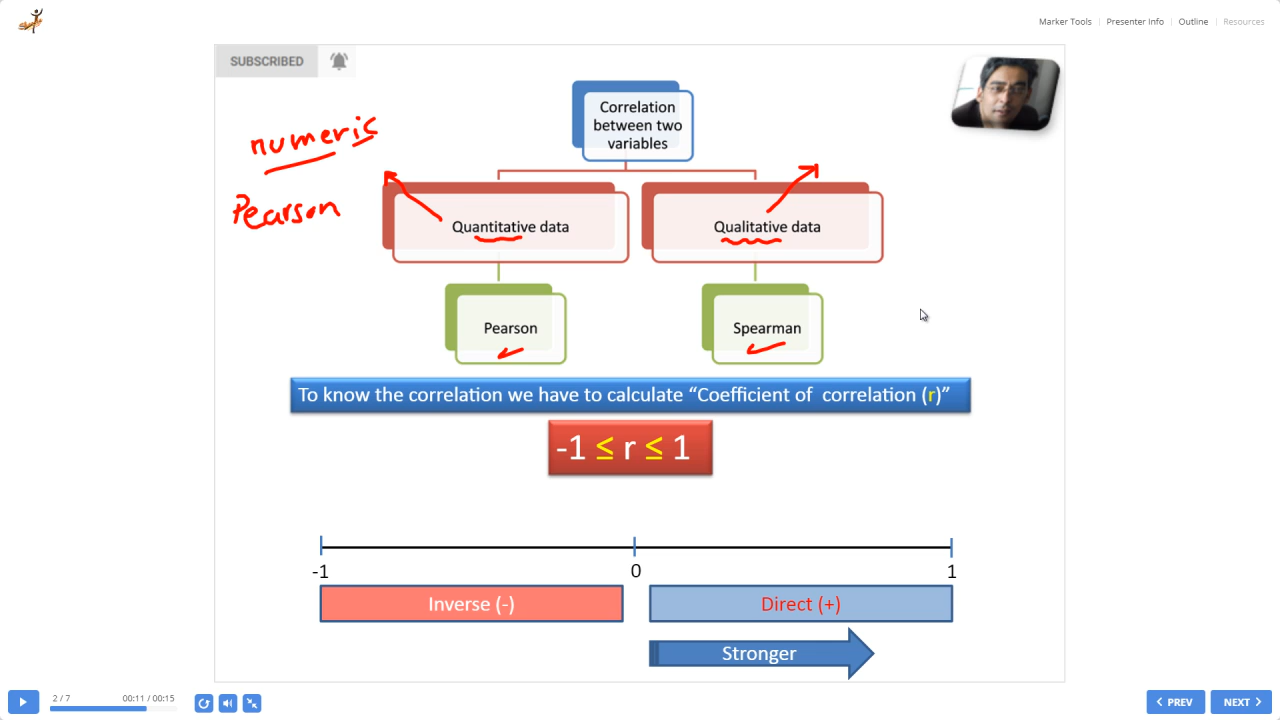 Marker Tools
Presenter Info
Outline
Resources
SUBSCRIBED
Correlation
between two
variables
numeric
Pearson
Quantitative data
Qualitative data
Pearson
Spearman
To know the correlation we have to calculate “Coefficient of correlation (r)”
-1 ≤ r ≤ 1
-1
0
1
Inverse (-)
Direct (+)
Stronger
2 / 7
00:11 / 00:15
PREV
NEXT